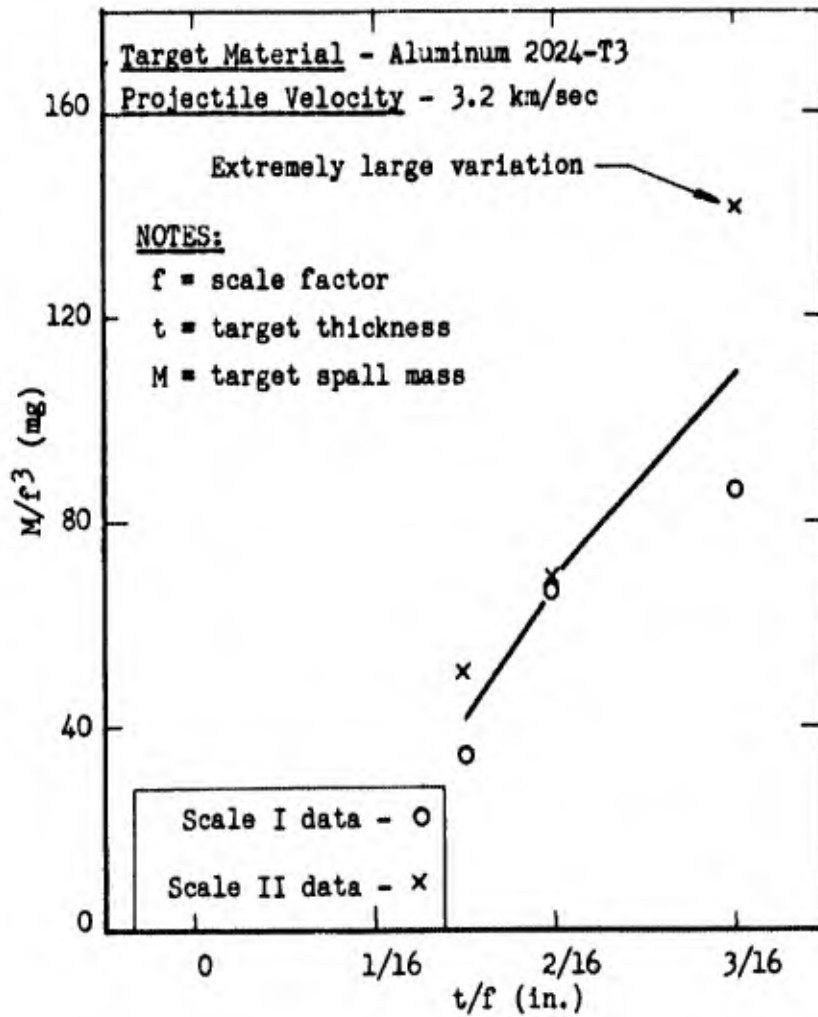 Target Material - Aluminum 2024-T3
Projectile Velocity - 3.2 km/sec
160
Extremely large variation
NOTES:
f = scale factor
t = target thickness
M = target spall mass
120
M/f³ (mg)
80
40
Scale I data - O
Scale II data - ×
0
0 1/16 2/16 3/16
t/f (in.)